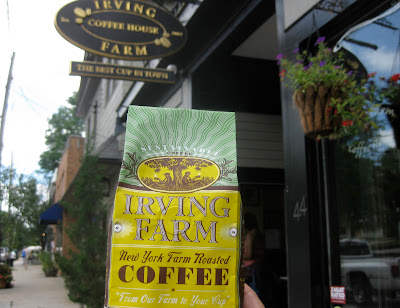 IRVING
COFFEE HOUSE
FARM
THE BEST CUP IN TOWN
SUSTAINABLE
IRVING
FARM
New York Farm Roasted
COFFEE
"From Our Farm to Your Cup"
44